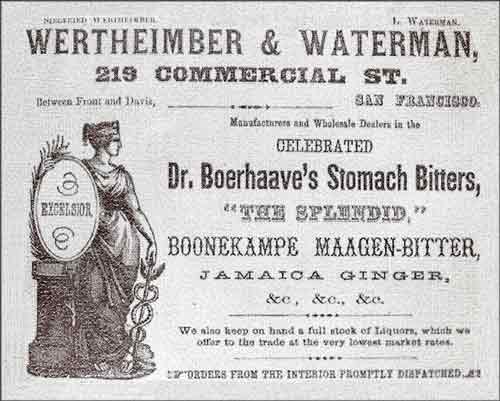 SIEGFRIED WERTHEIMBER. L. WATERMAN.
WERTHEIMBER & WATERMAN,
219 COMMERCIAL ST.
Between Front and Davis, SAN FRANCISCO.
Manufacturers and Wholesale Dealers in the
CELEBRATED
Dr. Boerhaave's Stomach Bitters,
"THE SPLENDID,"
BOONEKAMPE MAAGEN-BITTER,
JAMAICA GINGER,
&c, &c., &c.
EXCELSIOR
We also keep on hand a full stock of Liquors, which we
offer to the trade at the very lowest market rates.
ORDERS FROM THE INTERIOR PROMPTLY DISPATCHED.